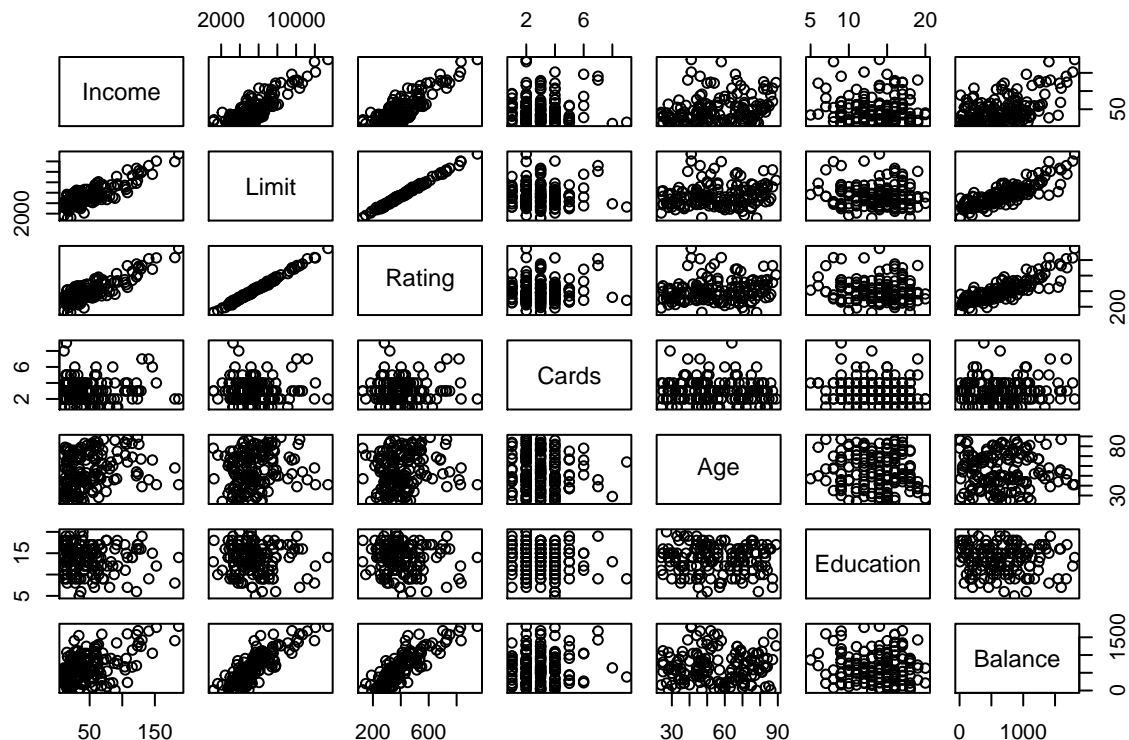 2000 10000 2 6 5 10 20
Income 50
2000 Limit
Rating 200
2 6 Cards
Age 30 80
5 15 Education
Balance 0 1500
50 150 200 600 30 60 90 0 1000